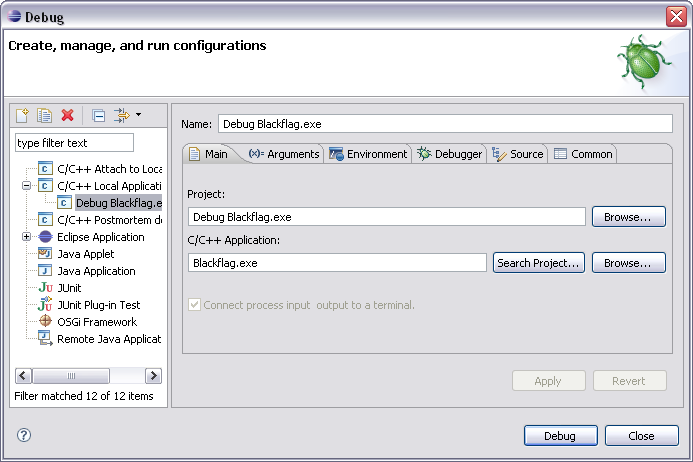 Debug
Create, manage, and run configurations
type filter text
C/C++ Attach to Loca
C/C++ Local Applicati
Debug Blackflag.e
C/C++ Postmortem de
Eclipse Application
Java Applet
Java Application
JUnit
JUnit Plug-in Test
OSGi Framework
Remote Java Applicat
Filter matched 12 of 12 items
Name: Debug Blackflag.exe
Main (x)= Arguments Environment Debugger Source Common
Project:
Debug Blackflag.exe Browse...
C/C++ Application:
Blackflag.exe Search Project... Browse...
Connect process input output to a terminal.
Apply Revert
? Debug Close